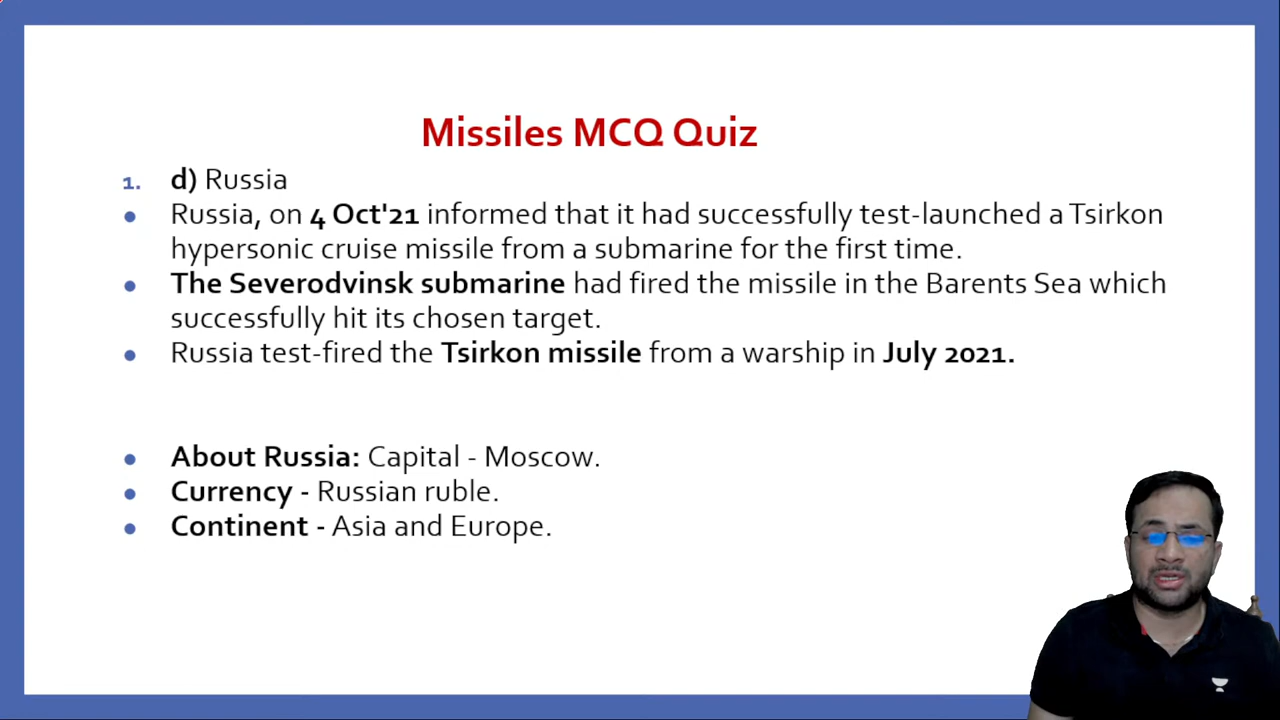 Missiles MCQ Quiz
1. d) Russia
• Russia, on 4 Oct'21 informed that it had successfully test-launched a Tsirkon
hypersonic cruise missile from a submarine for the first time.
• The Severodvinsk submarine had fired the missile in the Barents Sea which
successfully hit its chosen target.
• Russia test-fired the Tsirkon missile from a warship in July 2021.
• About Russia: Capital - Moscow.
• Currency - Russian ruble.
• Continent - Asia and Europe.